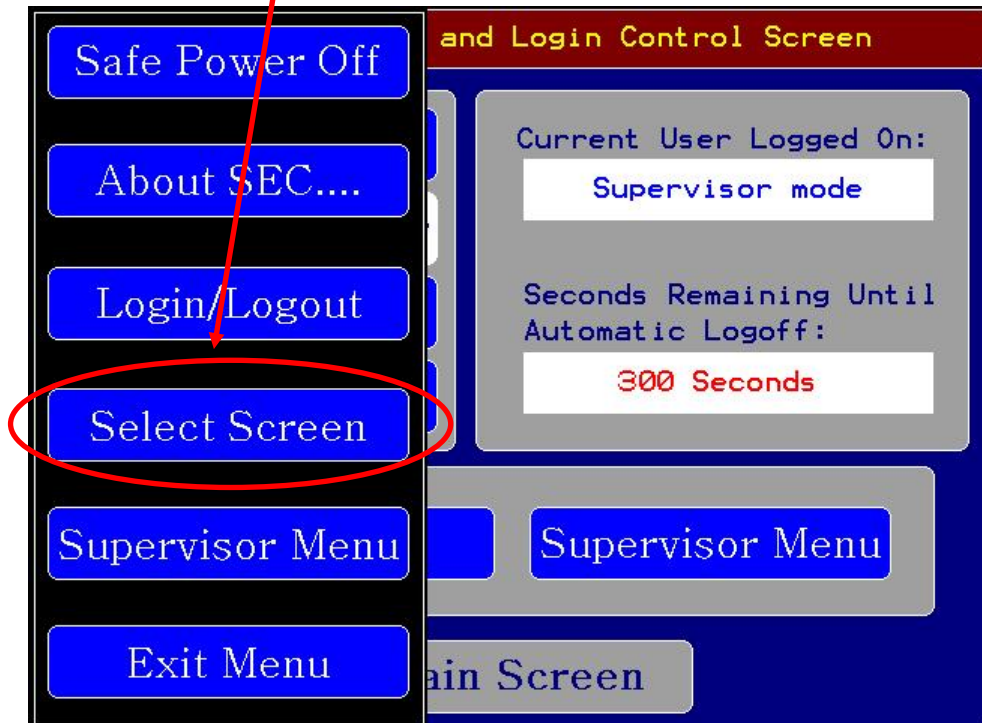 Safe Power Off
About SEC....
Login/Logout
Select Screen
Supervisor Menu
Exit Menu
and Login Control Screen
Current User Logged On:
Supervisor mode
Seconds Remaining Until
Automatic Logoff:
300 Seconds
Supervisor Menu
ain Screen